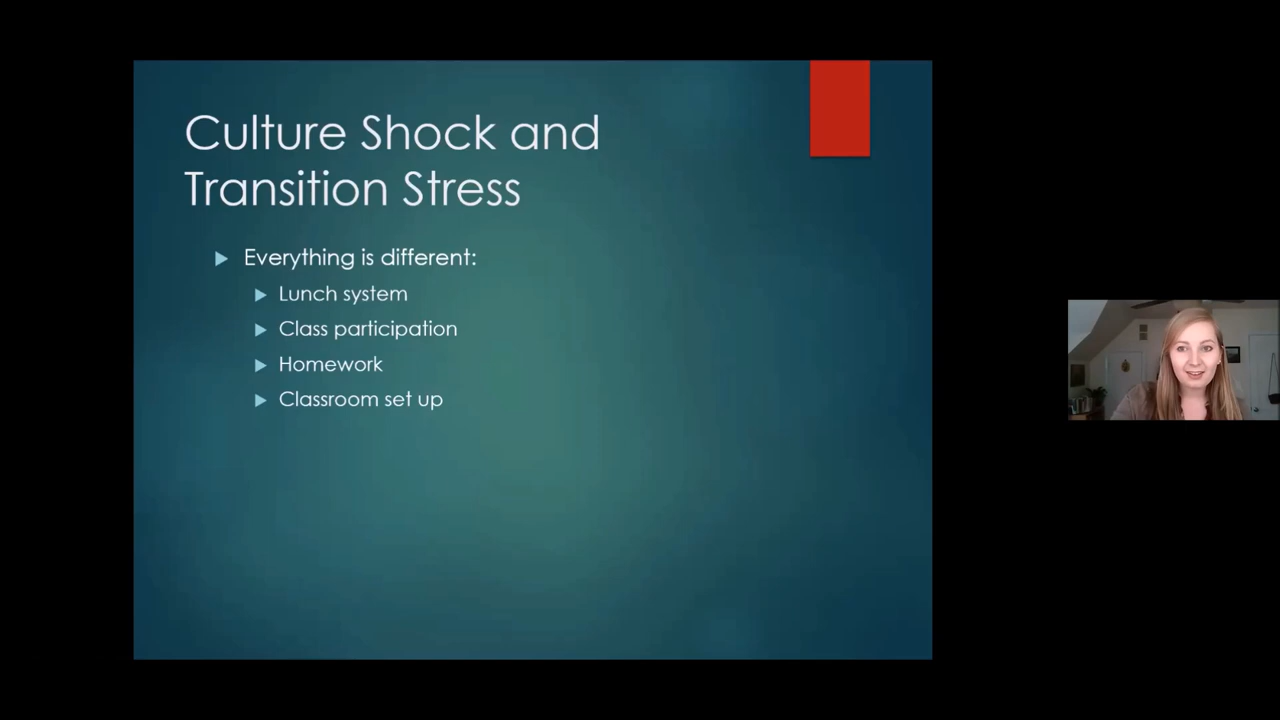 Culture Shock and
Transition Stress
Everything is different:
Lunch system
Class participation
Homework
Classroom set up